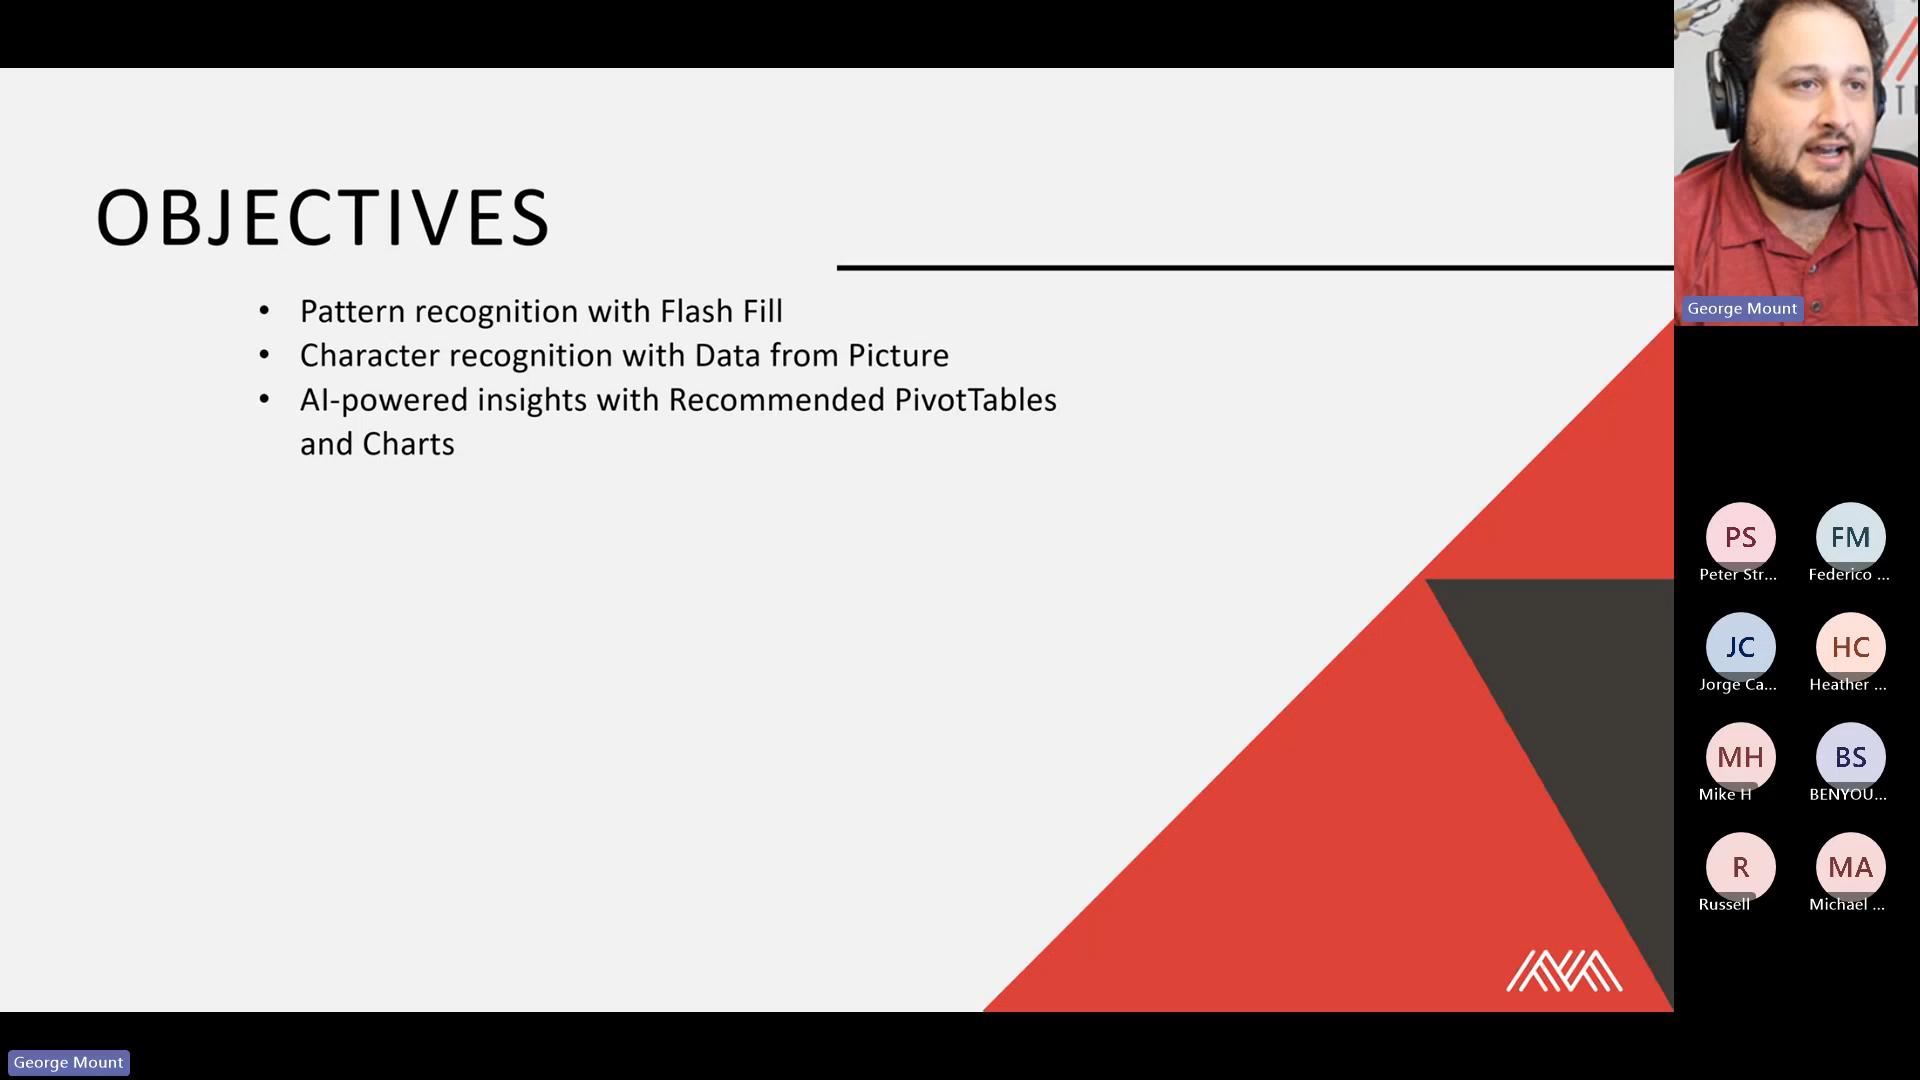 OBJECTIVES
• Pattern recognition with Flash Fill
• Character recognition with Data from Picture
• AI-powered insights with Recommended PivotTables
and Charts
George Mount
PS
Peter Str...
FM
Federico ...
JC
Jorge Ca...
HC
Heather ...
MH
Mike H
BS
BENYOU...
R
Russell
MA
Michael ...
George Mount